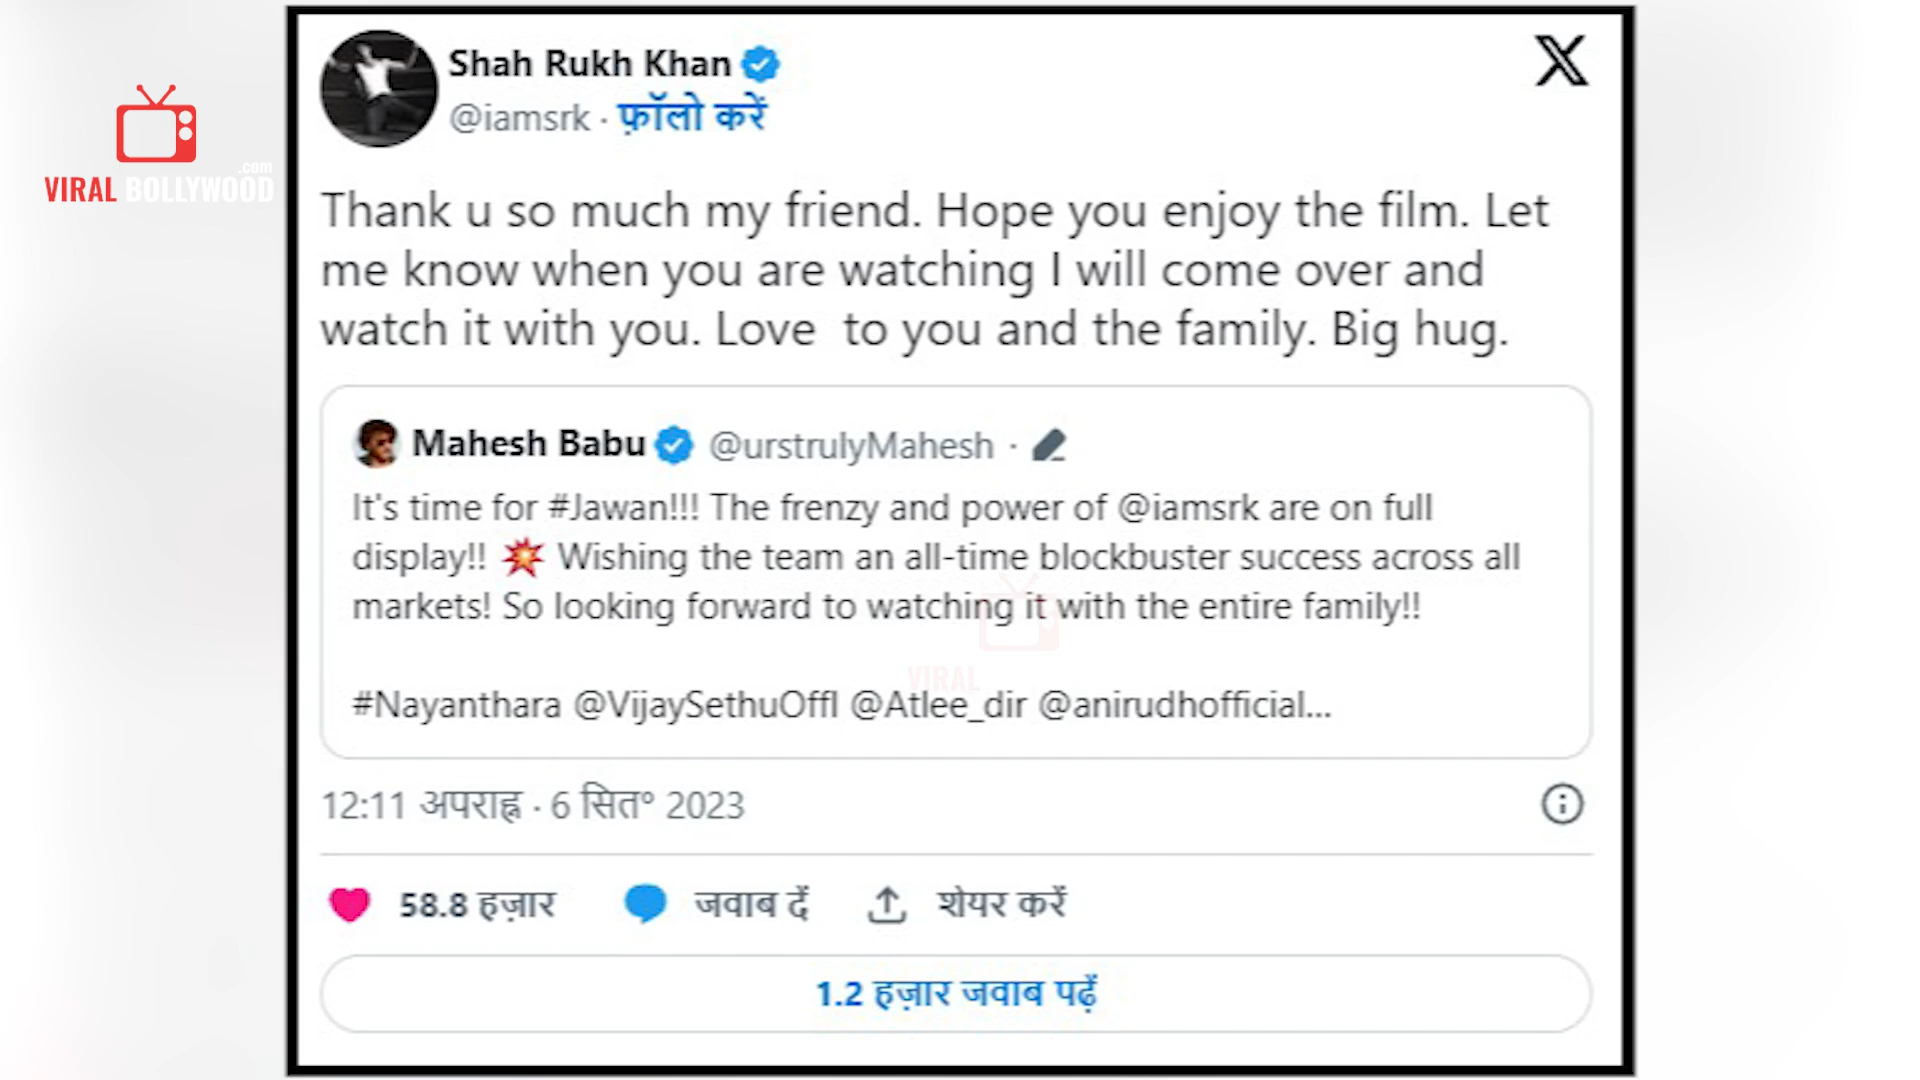 Shah Rukh Khan
@iamsrk · फ़ॉलो करें
X
.com
VIRAL BOLLYWOOD
Thank u so much my friend. Hope you enjoy the film. Let
me know when you are watching I will come over and
watch it with you. Love  to you and the family. Big hug.
Mahesh Babu @urstrulyMahesh ·
It's time for #Jawan!!! The frenzy and power of @iamsrk are on full
display!! 💥 Wishing the team an all-time blockbuster success across all
markets! So looking forward to watching it with the entire family!!
VIRAL
#Nayanthara @VijaySethuOffl @Atlee_dir @anirudhofficial...
12:11 अपराह्न · 6 सित॰ 2023
58.8 हज़ार जवाब दें शेयर करें
1.2 हज़ार जवाब पढ़ें